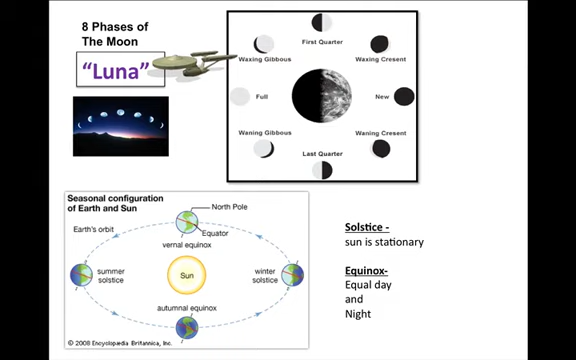 8 Phases of
The Moon
“Luna”
First Quarter
Waxing Gibbous
Waxing Cresent
Full
New
Waning Gibbous
Waning Cresent
Last Quarter
Seasonal configuration
of Earth and Sun
North Pole
Earth's orbit
Equator
vernal equinox
summer
solstice
Sun
winter
solstice
autumnal equinox
© 2008 Encyclopædia Britannica, Inc.
Solstice -
sun is stationary
Equinox-
Equal day
and
Night